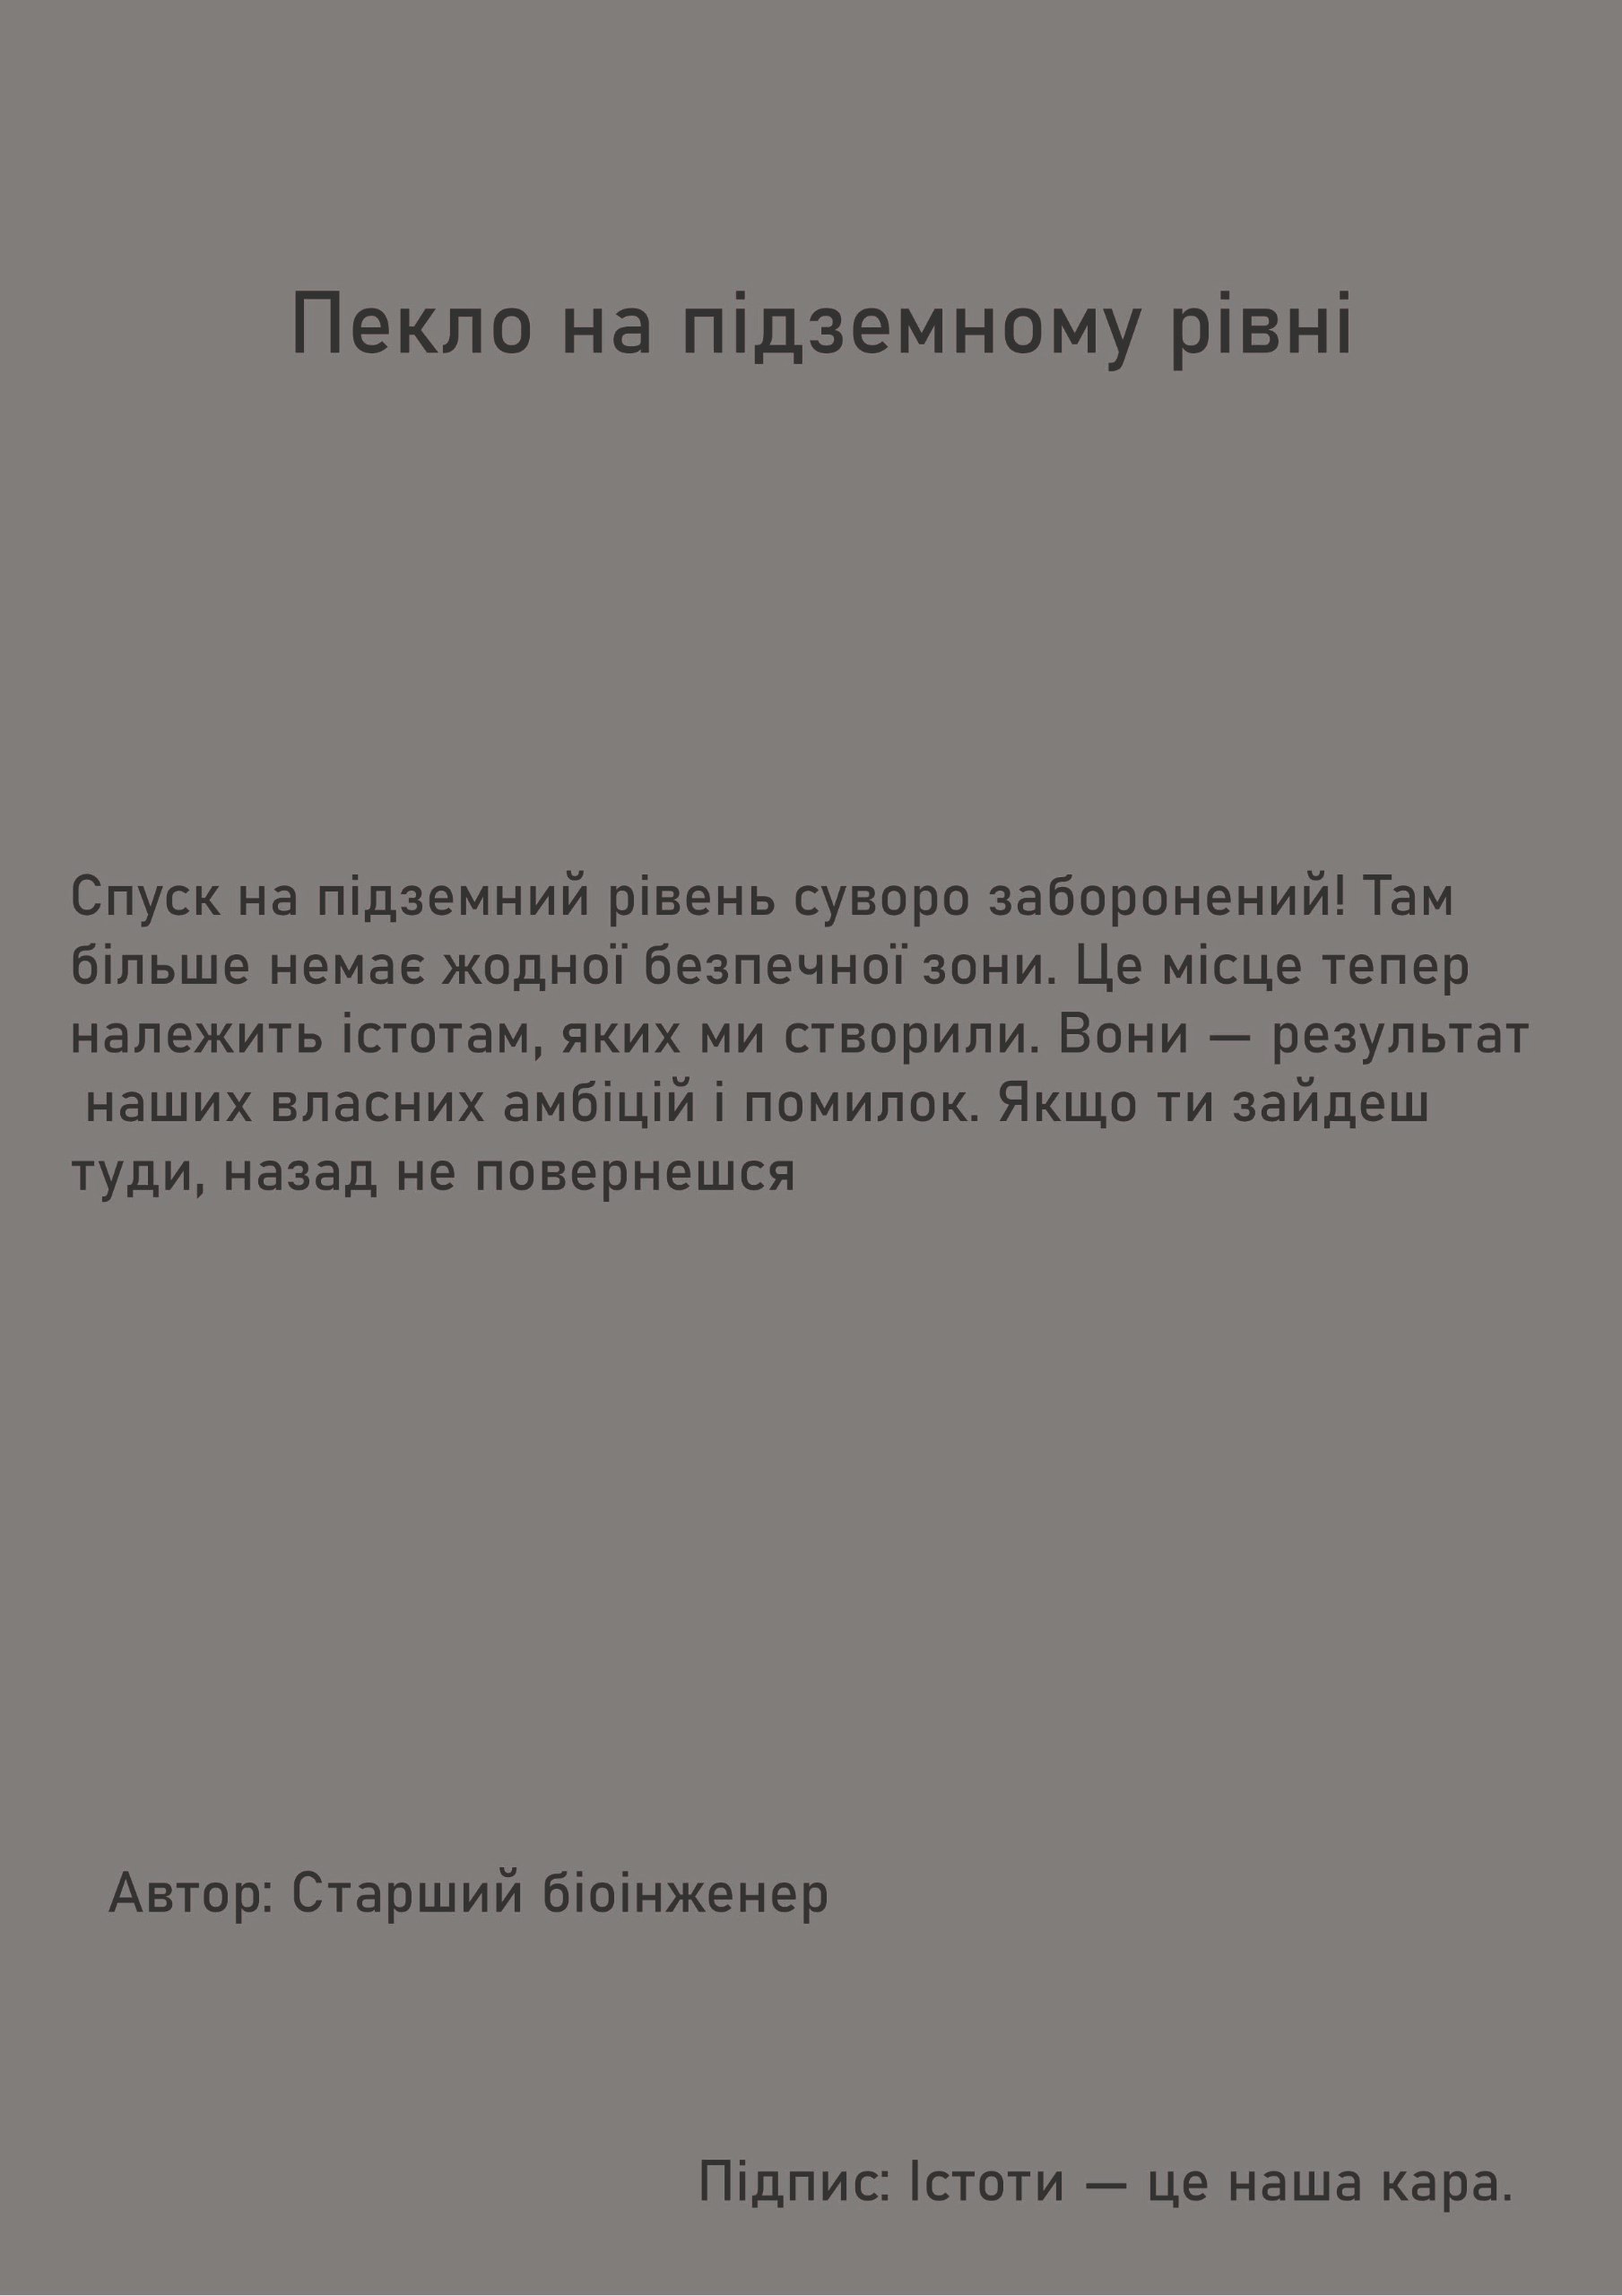 Пекло на підземному рівні
Спуск на підземний рівень суворо заборонений! Там
більше немає жодної безпечної зони. Це місце тепер
належить істотам, яких ми створили. Вони — результат
наших власних амбіцій і помилок. Якщо ти зайдеш
туди, назад не повернешся
Автор: Старший біоінженер
Підпис: Істоти — це наша кара.